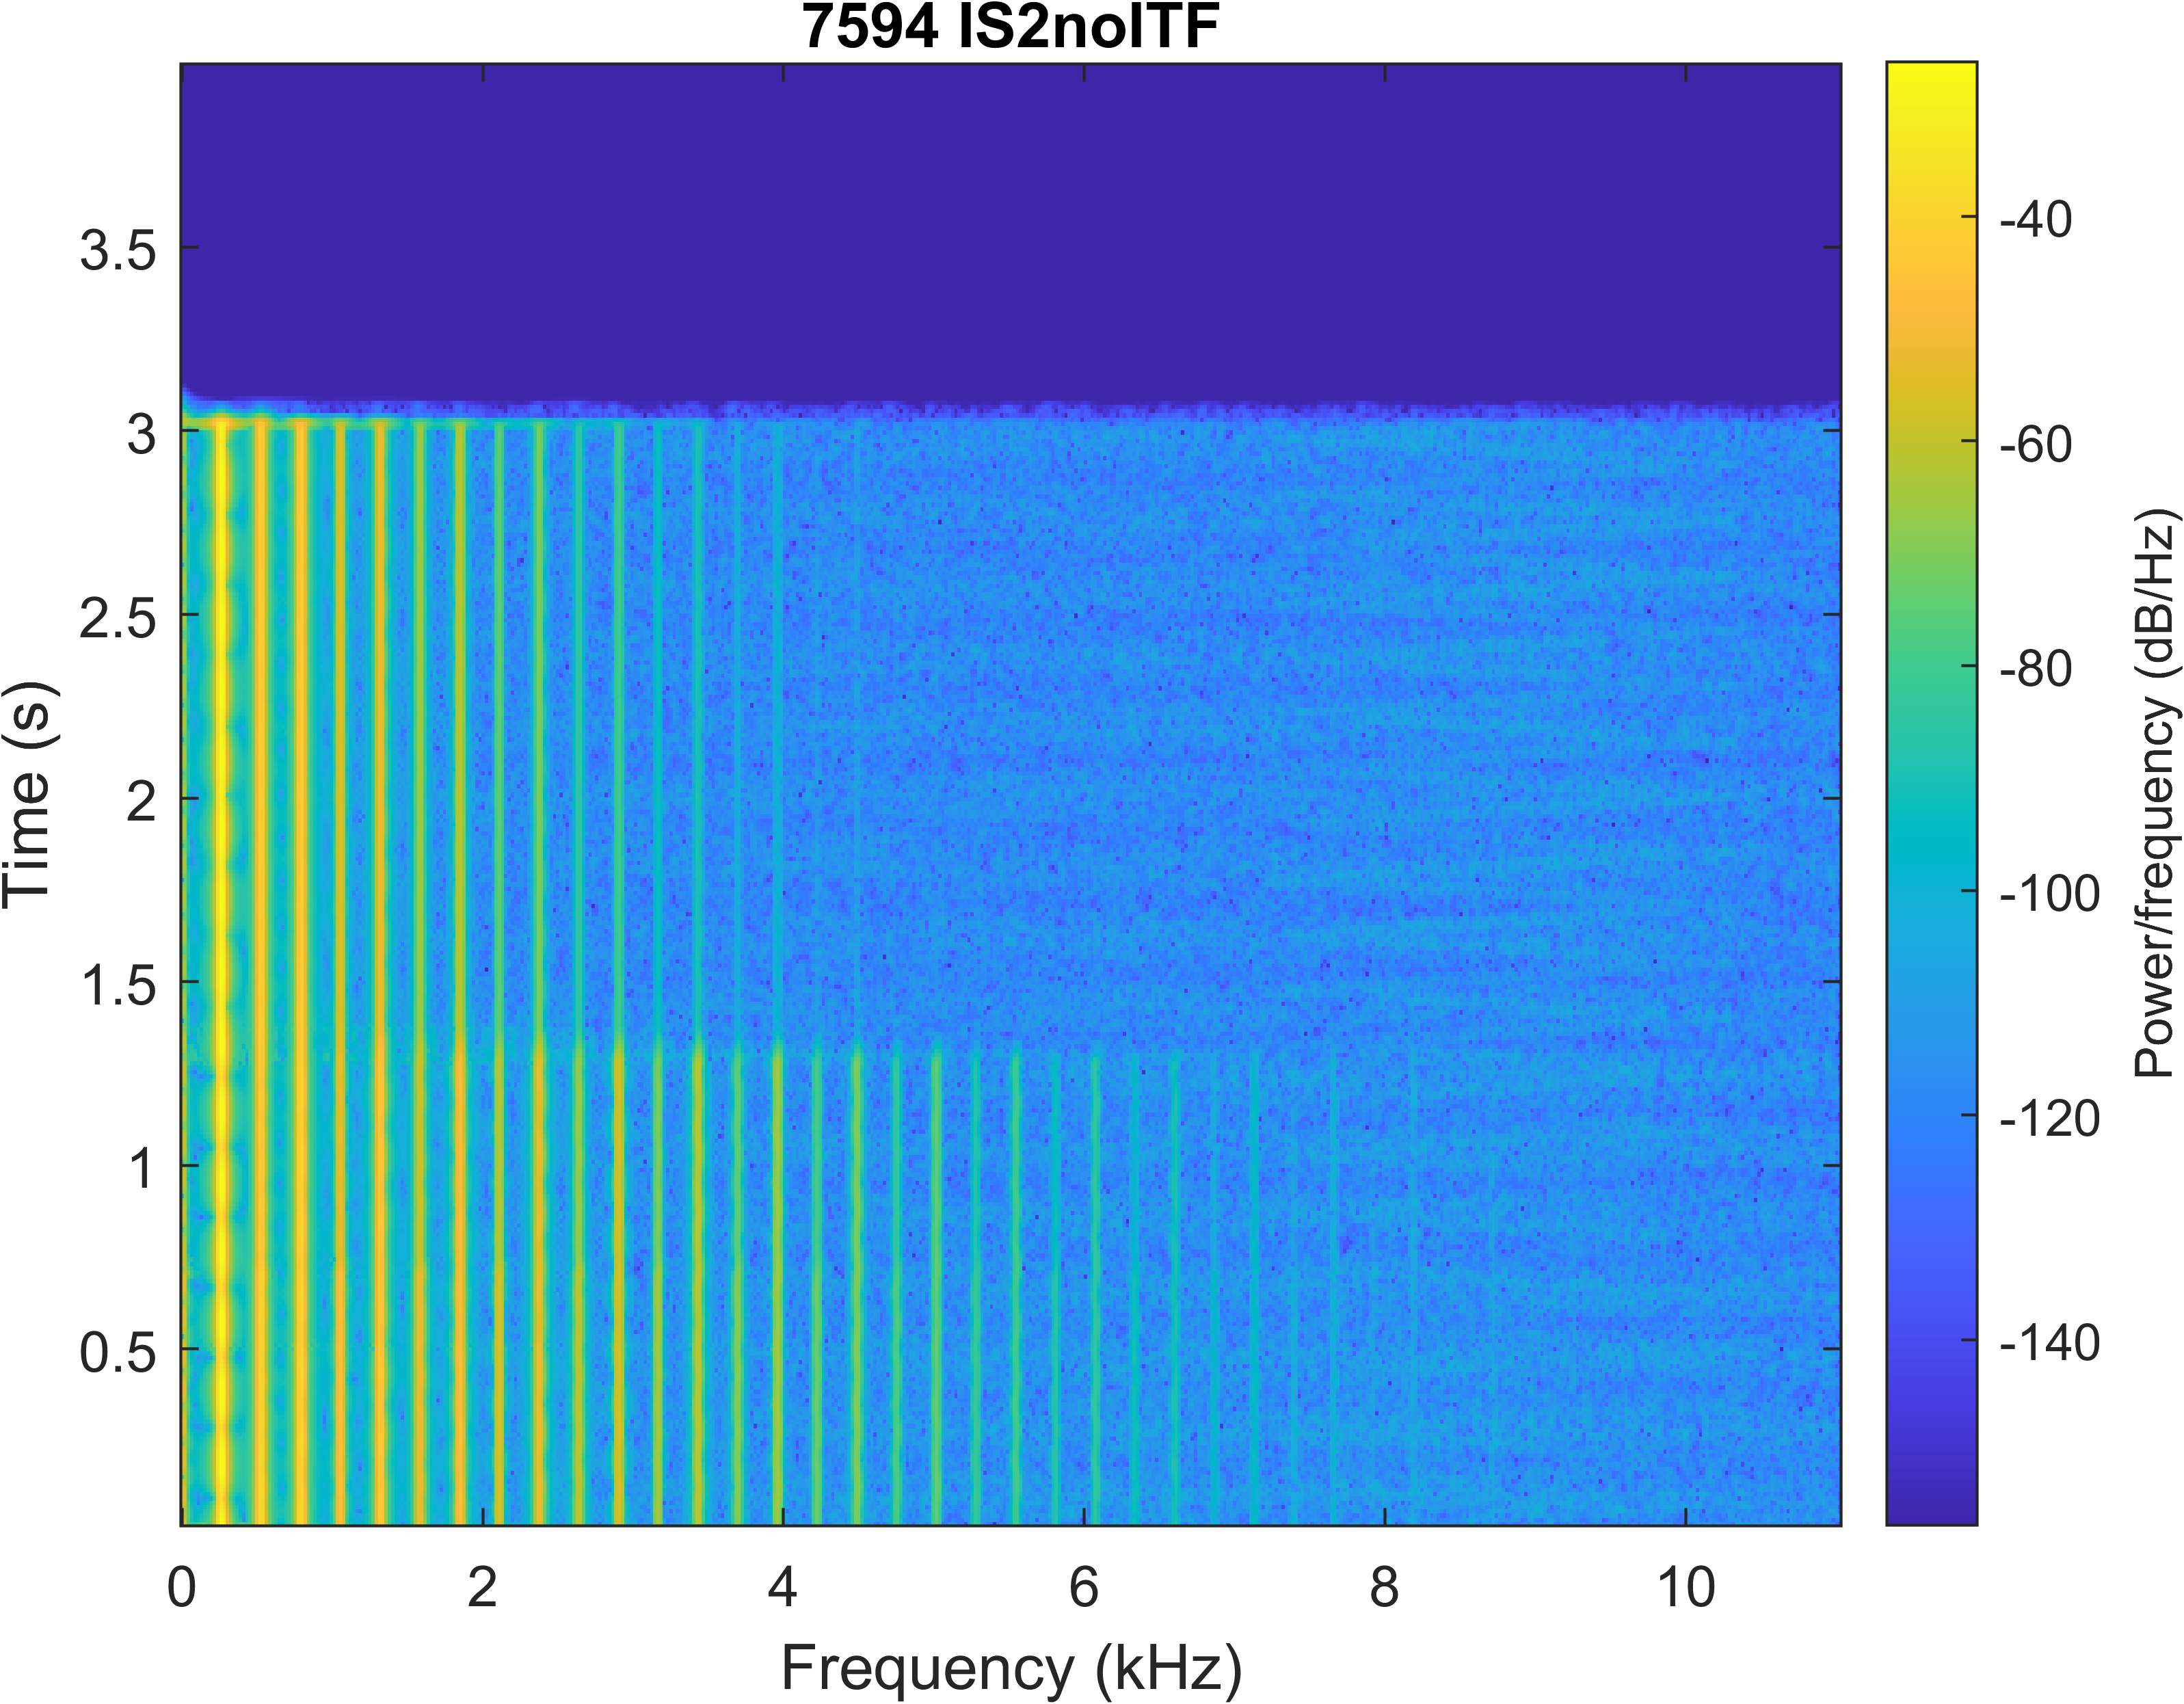 7594 IS2noITF
3.5
3
2.5
2
1.5
1
0.5
Time (s)
0 2 4 6 8 10
Frequency (kHz)
-40
-60
-80
-100
-120
-140
Power/frequency (dB/Hz)